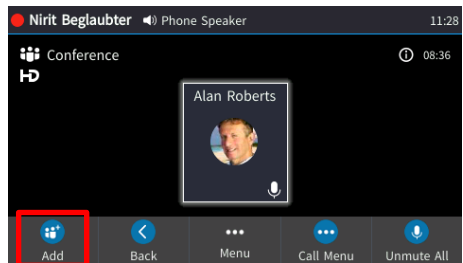 Nirit Beglaubter Phone Speaker 11:28
Conference 08:36
HD
Alan Roberts
Add Back Menu Call Menu Unmute All